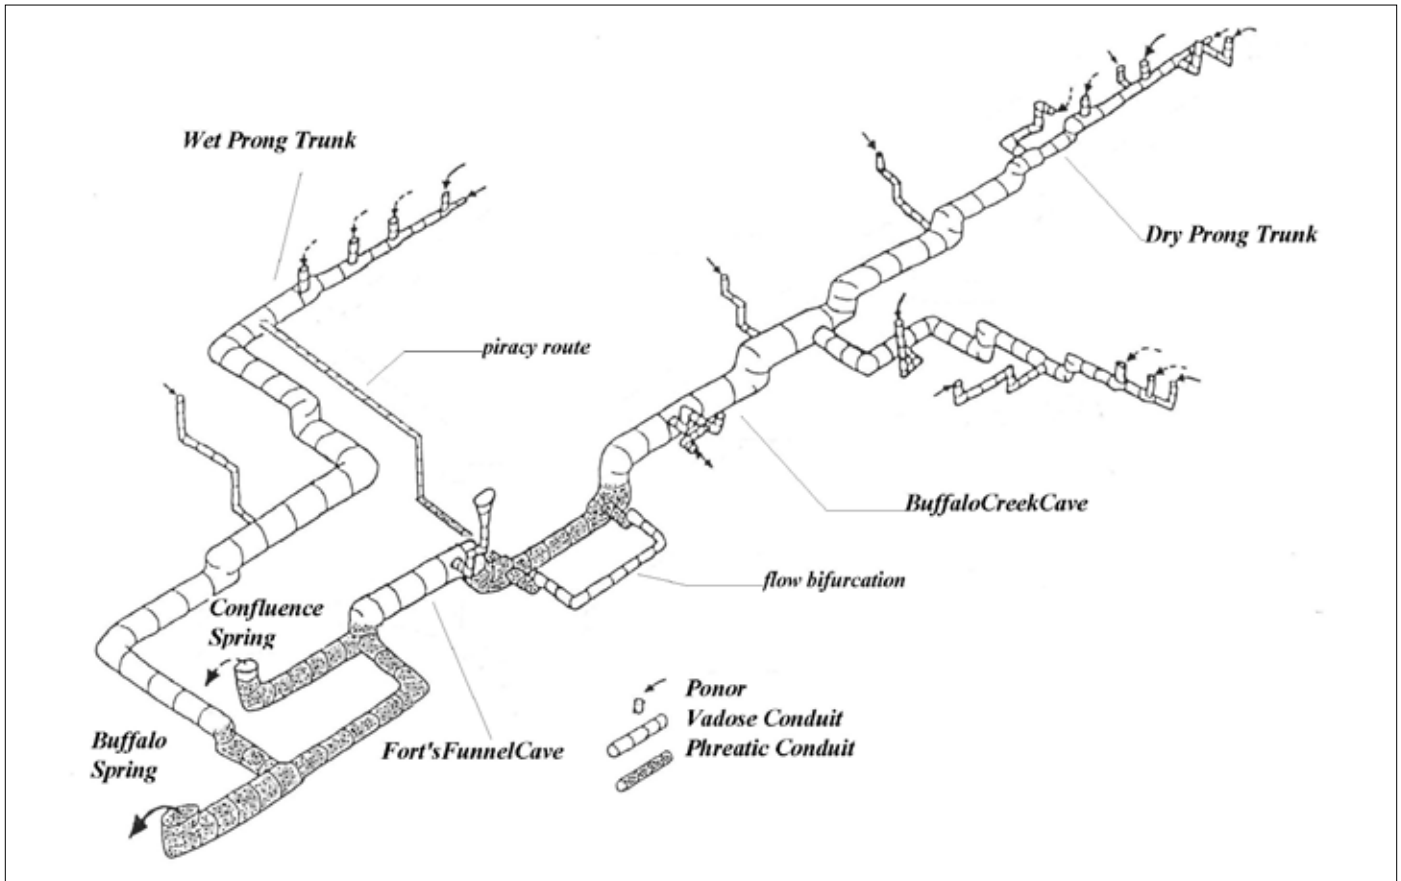 Wet Prong Trunk
Dry Prong Trunk
piracy route
BuffaloCreekCave
flow bifurcation
Confluence
Spring
Ponor
Vadose Conduit
Phreatic Conduit
Buffalo
Spring
Fort'sFunnelCave